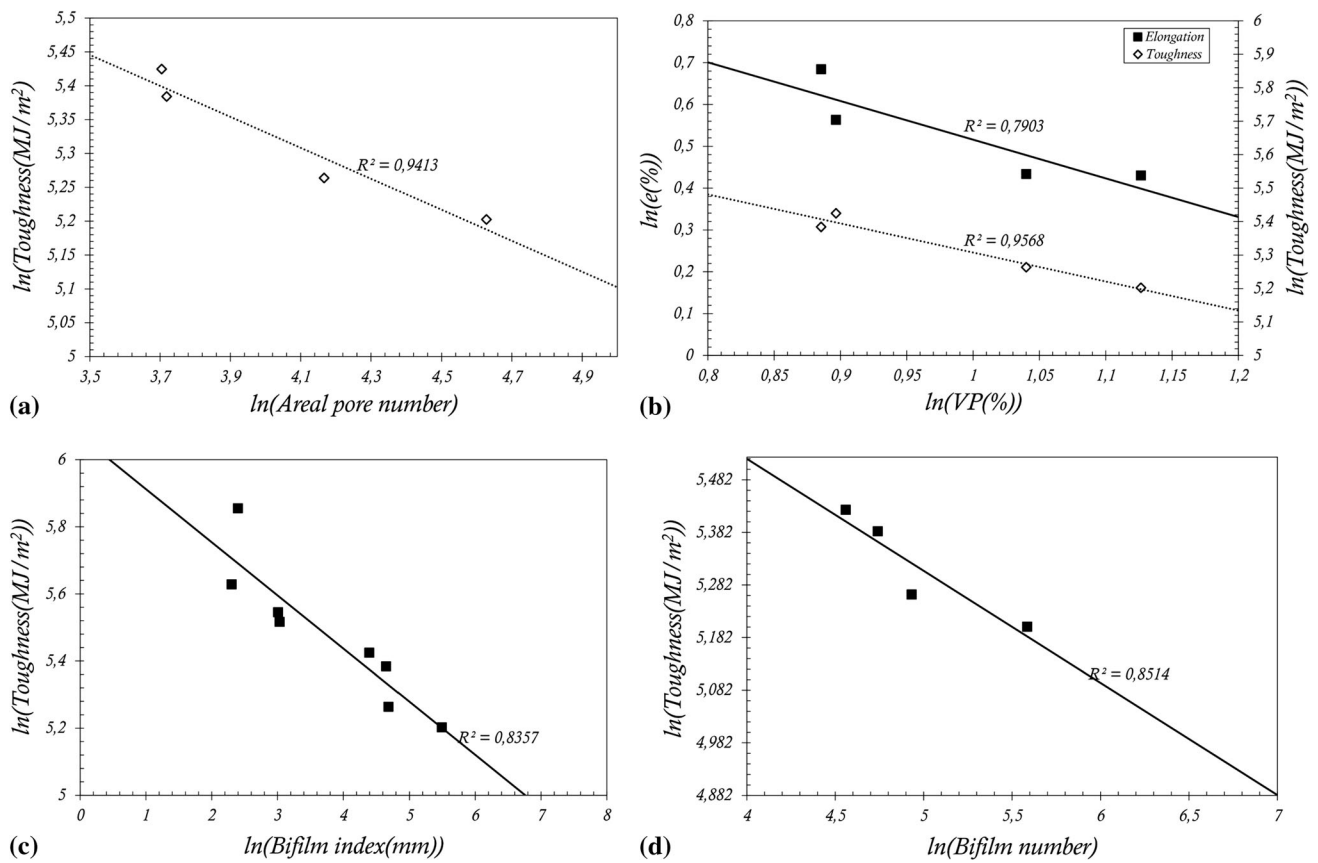 5,5
5,45
5,4
5,35
5,3
5,25
5,2
5,15
5,1
5,05
5
ln(Toughness(MJ/m²)
R² = 0,9413
3,5 3,7 3,9 4,1 4,3 4,5 4,7 4,9
(a) ln(Areal pore number)
0,8
0,7
0,6
0,5
0,4
0,3
0,2
0,1
0
ln(e(%))
Elongation
Toughness
R² = 0,7903
R² = 0,9568
6
5,9
5,8
5,7
5,6
5,5
5,4
5,3
5,2
5,1
5
ln(Toughness(MJ/m²))
0,8 0,85 0,9 0,95 1 1,05 1,1 1,15 1,2
(b) ln(VP(%))
6
5,8
5,6
5,4
5,2
5
ln(Toughness(MJ/m²))
R² = 0,8357
0 1 2 3 4 5 6 7 8
(c) ln(Bifilm index(mm))
5,482
5,382
5,282
5,182
5,082
4,982
4,882
ln(Toughness(MJ/m²))
R² = 0,8514
4 4,5 5 5,5 6 6,5 7
(d) ln(Bifilm number)